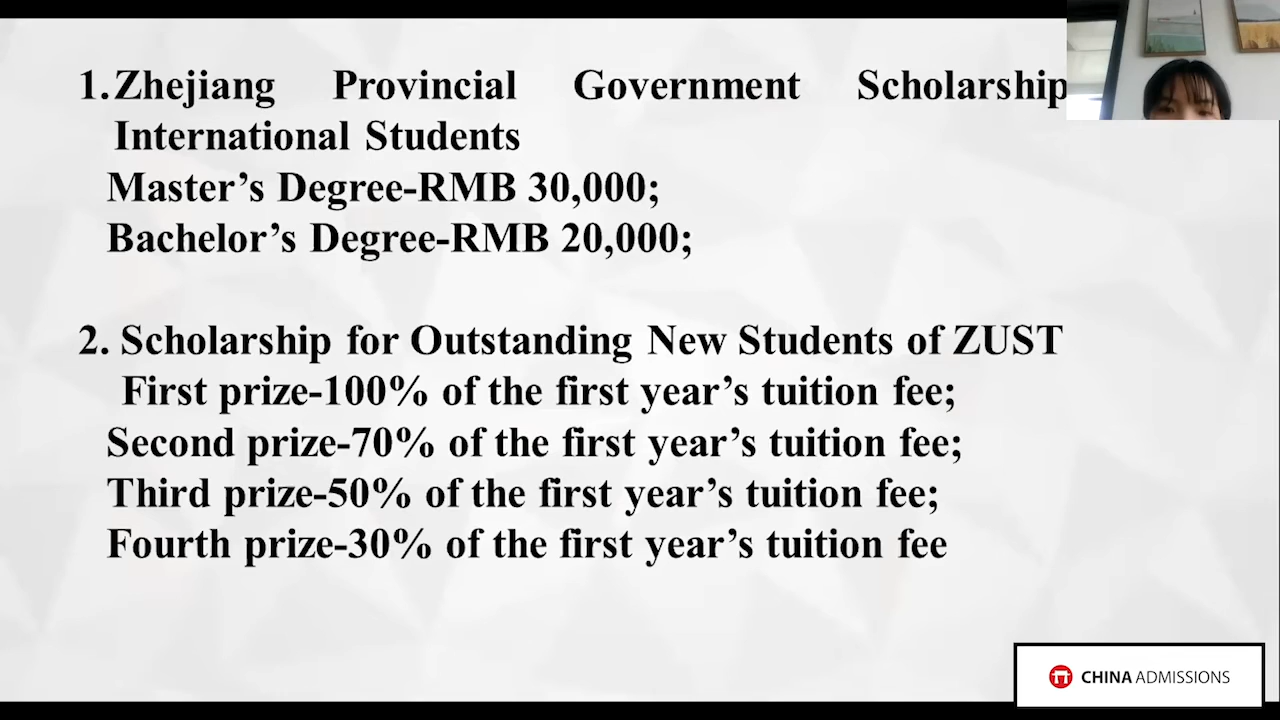 1.Zhejiang Provincial Government Scholarship
International Students
Master’s Degree-RMB 30,000;
Bachelor’s Degree-RMB 20,000;
2. Scholarship for Outstanding New Students of ZUST
First prize-100% of the first year’s tuition fee;
Second prize-70% of the first year’s tuition fee;
Third prize-50% of the first year’s tuition fee;
Fourth prize-30% of the first year’s tuition fee
CHINA ADMISSIONS